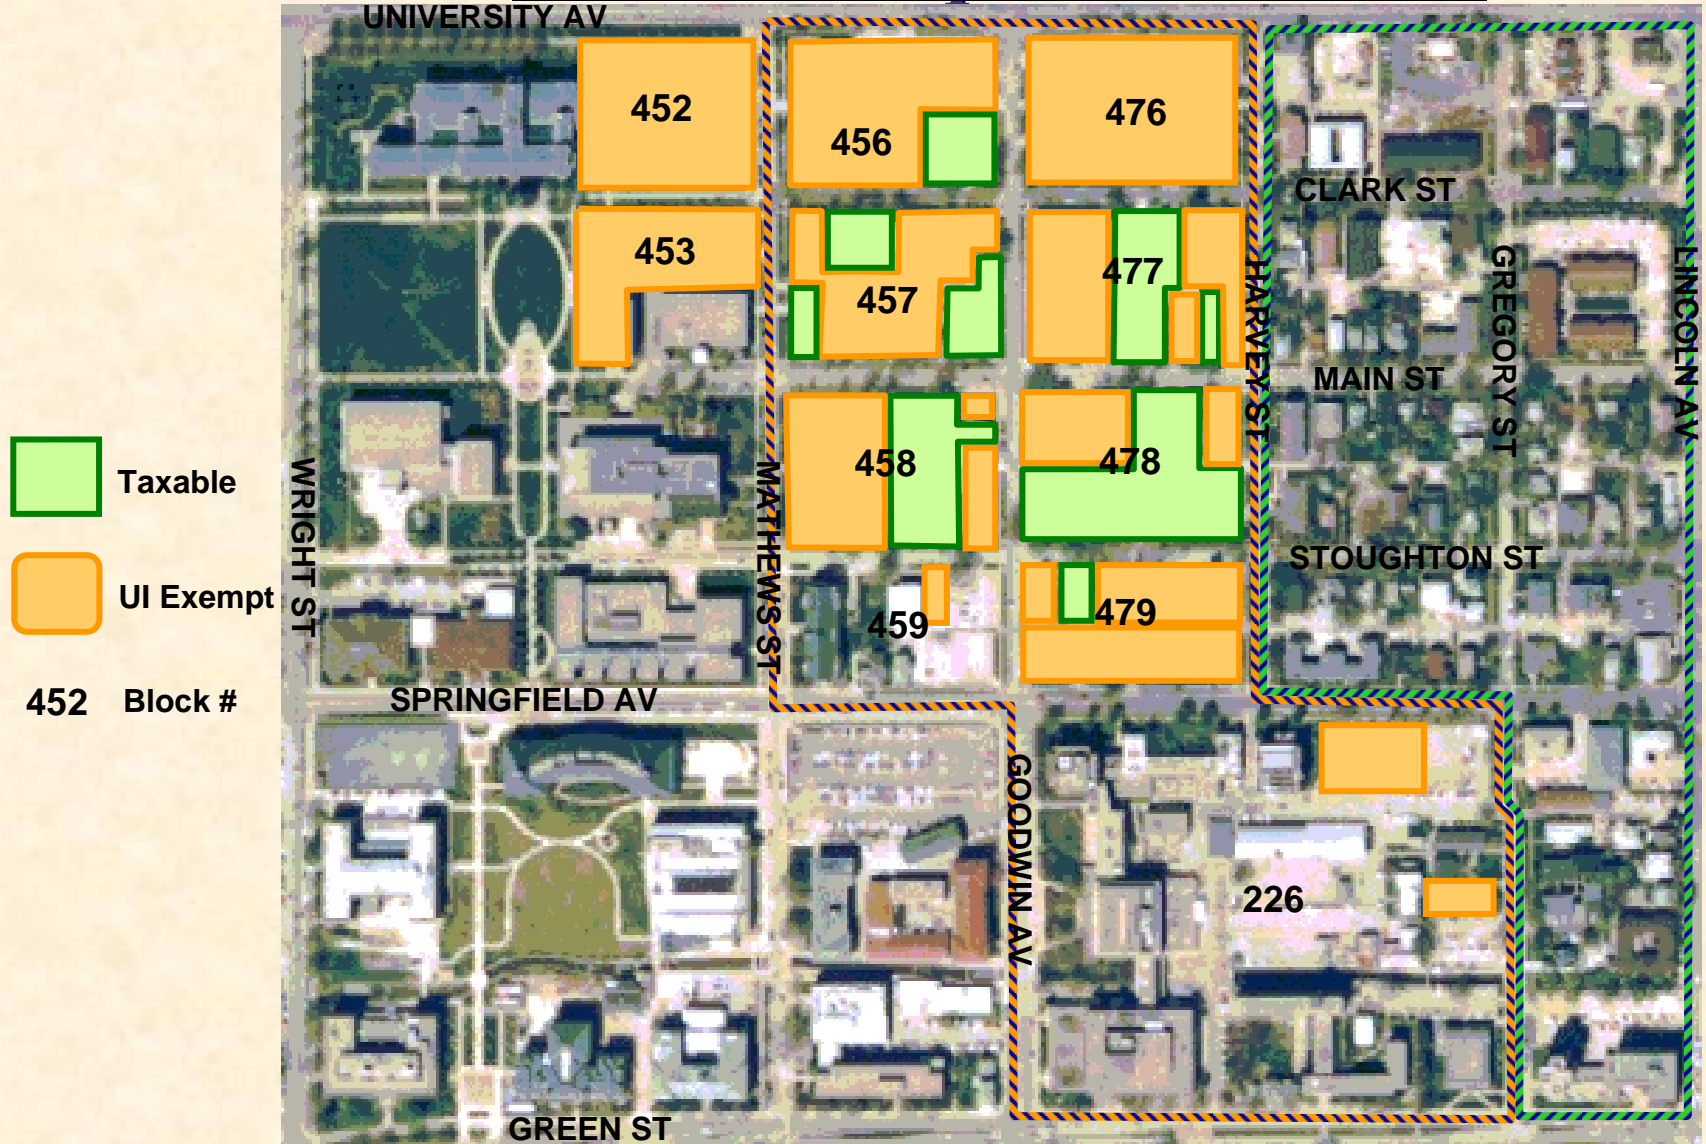 UNIVERSITY AV
452
456
476
CLARK ST
453
457
477
HARVEY ST
GREGORY ST
LINCOLN AV
MAIN ST
Taxable
WRIGHT ST
MATHEWS ST
458
478
STOUGHTON ST
UI Exempt
459
479
452 Block #
SPRINGFIELD AV
GOODWIN AV
226
GREEN ST